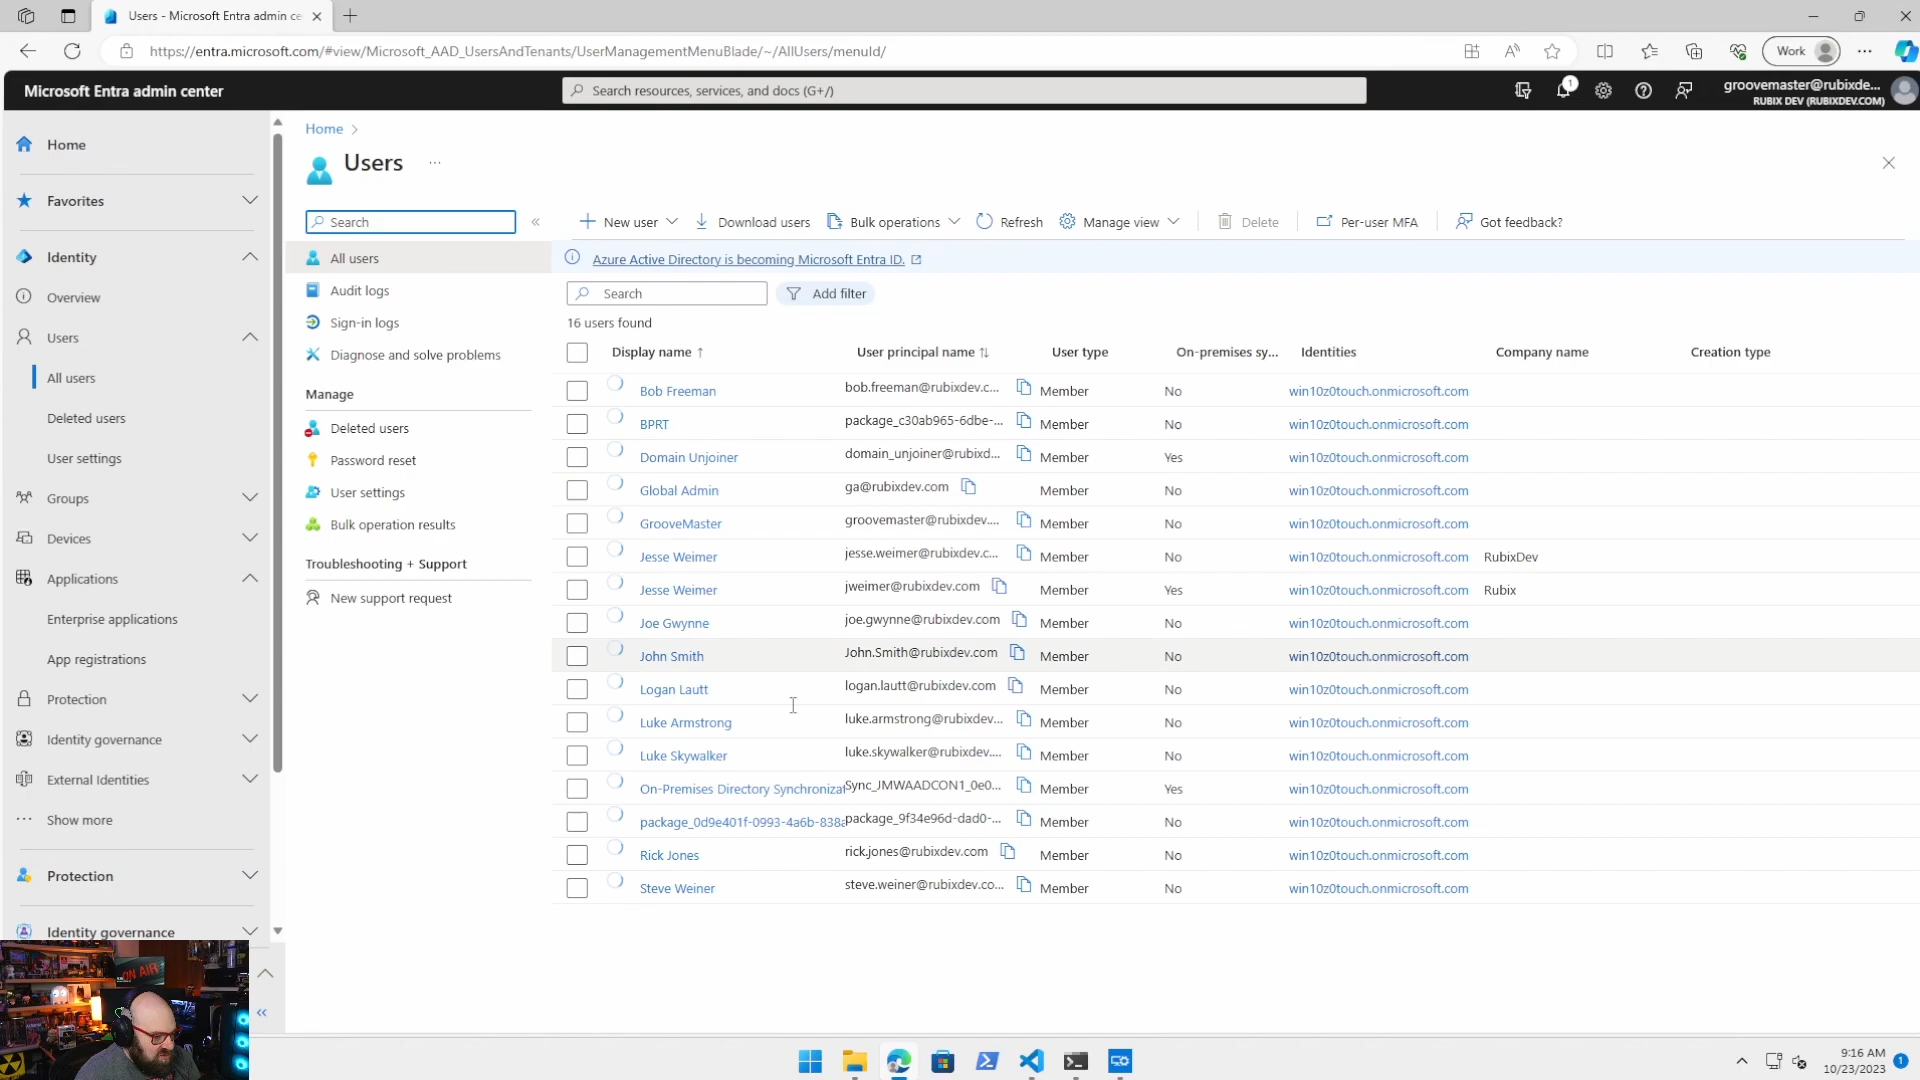 Users - Microsoft Entra admin ce
https://entra.microsoft.com/#view/Microsoft_AAD_UsersAndTenants/UserManagementMenuBlade/~/AllUsers/menuId/
Work
Microsoft Entra admin center
Search resources, services, and docs (G+/)
1
groovemaster@rubixde...
RUBIX DEV (RUBIXDEV.COM)
Home
Favorites
Identity
Overview
Users
All users
Deleted users
User settings
Groups
Devices
Applications
Enterprise applications
App registrations
Protection
Identity governance
External Identities
Show more
Protection
Identity governance
Home
Users
Search
All users
Audit logs
Sign-in logs
Diagnose and solve problems
Manage
Deleted users
Password reset
User settings
Bulk operation results
Troubleshooting + Support
New support request
New user Download users Bulk operations Refresh Manage view Delete Per-user MFA Got feedback?
Azure Active Directory is becoming Microsoft Entra ID.
Search Add filter
16 users found
Display name User principal name User type On-premises sy... Identities Company name Creation type
Bob Freeman bob.freeman@rubixdev.c... Member No win10z0touch.onmicrosoft.com
BPRT package_c30ab965-6dbe-... Member No win10z0touch.onmicrosoft.com
Domain Unjoiner domain_unjoiner@rubixd... Member Yes win10z0touch.onmicrosoft.com
Global Admin ga@rubixdev.com Member No win10z0touch.onmicrosoft.com
GrooveMaster groovemaster@rubixdev.... Member No win10z0touch.onmicrosoft.com
Jesse Weimer jesse.weimer@rubixdev.c... Member No win10z0touch.onmicrosoft.com RubixDev
Jesse Weimer jweimer@rubixdev.com Member Yes win10z0touch.onmicrosoft.com Rubix
Joe Gwynne joe.gwynne@rubixdev.com Member No win10z0touch.onmicrosoft.com
John Smith John.Smith@rubixdev.com Member No win10z0touch.onmicrosoft.com
Logan Lautt logan.lautt@rubixdev.com Member No win10z0touch.onmicrosoft.com
Luke Armstrong luke.armstrong@rubixdev... Member No win10z0touch.onmicrosoft.com
Luke Skywalker luke.skywalker@rubixdev.... Member No win10z0touch.onmicrosoft.com
On-Premises Directory Synchronizat Sync_JMWAADCON1_0e0... Member Yes win10z0touch.onmicrosoft.com
package_0d9e401f-0993-4a6b-838a package_9f34e96d-dad0-... Member No win10z0touch.onmicrosoft.com
Rick Jones rick.jones@rubixdev.com Member No win10z0touch.onmicrosoft.com
Steve Weiner steve.weiner@rubixdev.co... Member No win10z0touch.onmicrosoft.com
ON AIR
9:16 AM
10/23/2023
1